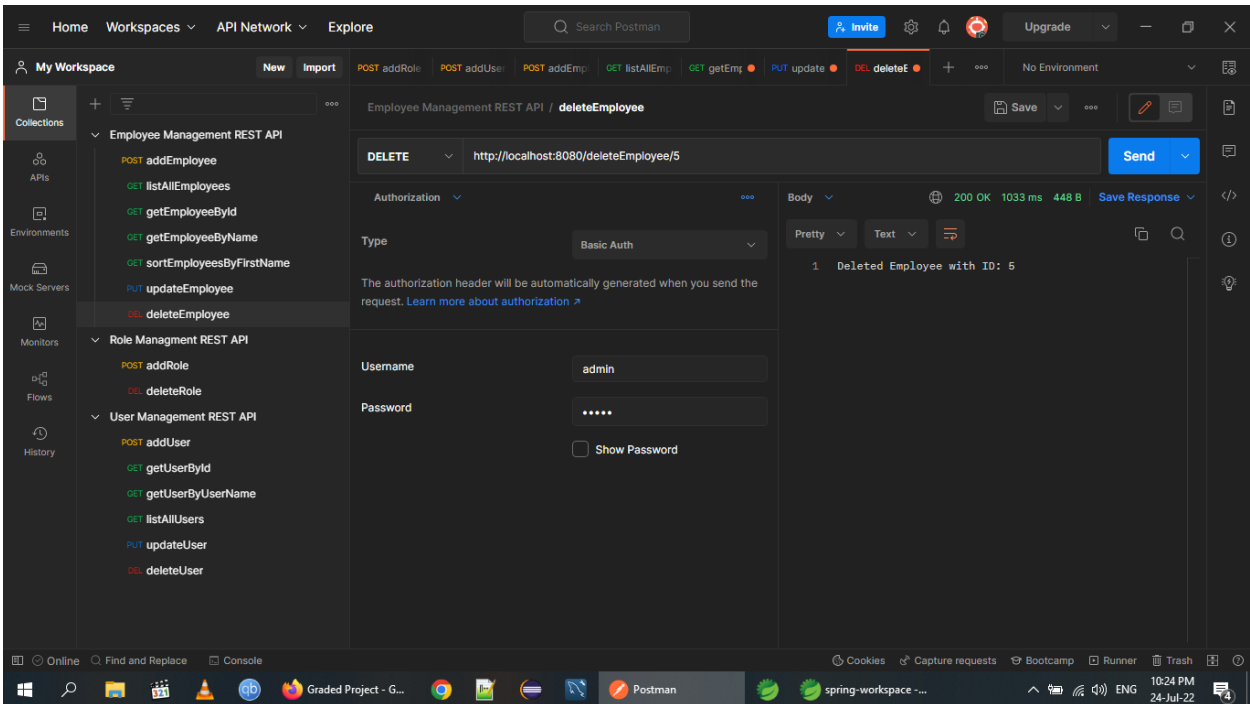 Home Workspaces API Network Explore Search Postman Invite Upgrade
My Workspace New Import POST addRole POST addUser POST addEmpl GET listAllEmp GET getEmp PUT update DEL deleteE No Environment
Collections
APIs
Environments
Mock Servers
Monitors
Flows
History
Employee Management REST API
POST addEmployee
GET listAllEmployees
GET getEmployeeById
GET getEmployeeByName
GET sortEmployeesByFirstName
PUT updateEmployee
DEL deleteEmployee
Role Managment REST API
POST addRole
DEL deleteRole
User Management REST API
POST addUser
GET getUserById
GET getUserByUserName
GET listAllUsers
PUT updateUser
DEL deleteUser
Employee Management REST API / deleteEmployee Save
DELETE http://localhost:8080/deleteEmployee/5 Send
Authorization
Type Basic Auth
The authorization header will be automatically generated when you send the
request. Learn more about authorization ↗
Username admin
Password •••••
Show Password
Body 200 OK 1033 ms 448 B Save Response
Pretty Text
1 Deleted Employee with ID: 5
Online Find and Replace Console Cookies Capture requests Bootcamp Runner Trash
321 qb Graded Project - G... Postman spring-workspace -... ENG 10:24 PM
24-Jul-22 4